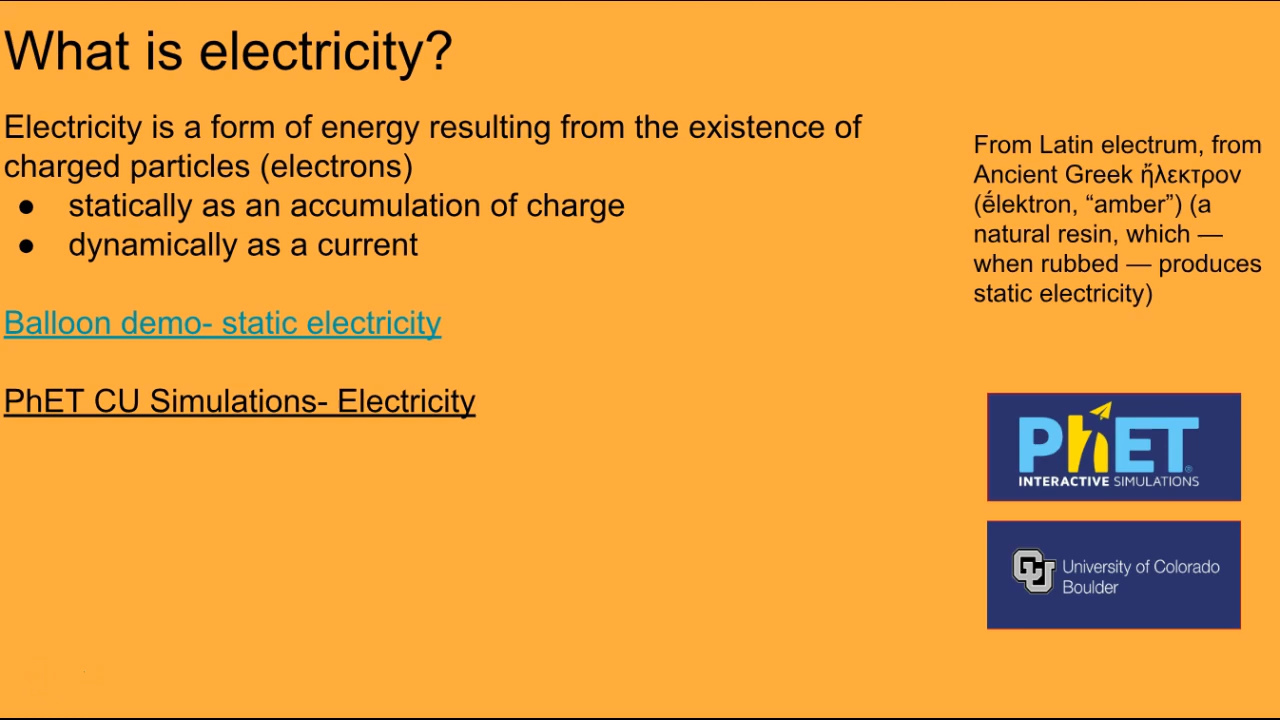 What is electricity?
Electricity is a form of energy resulting from the existence of
charged particles (electrons)
● statically as an accumulation of charge
● dynamically as a current
Balloon demo- static electricity
PhET CU Simulations- Electricity
From Latin electrum, from
Ancient Greek ἤλεκτρον
(ḗlektron, “amber”) (a
natural resin, which —
when rubbed — produces
static electricity)
PhET®
INTERACTIVE SIMULATIONS
CU University of Colorado
Boulder